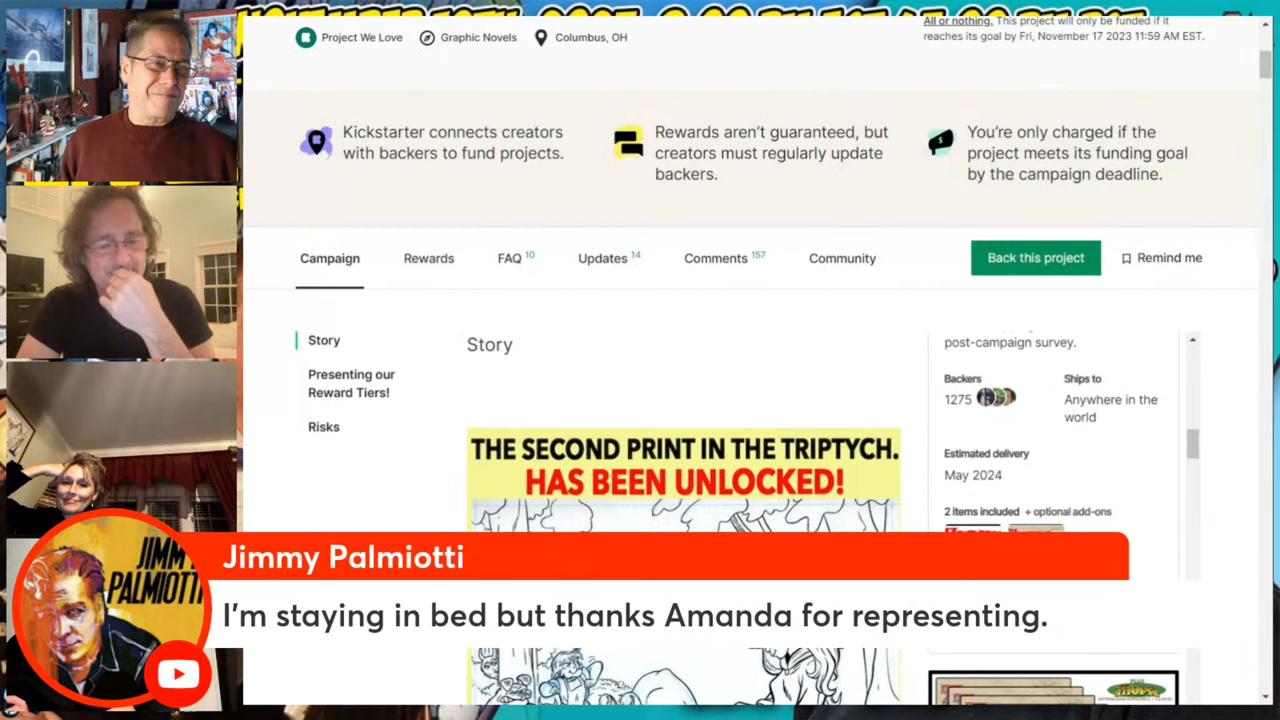 All or nothing. This project will only be funded if it
reaches its goal by Fri, November 17 2023 11:59 AM EST.
Project We Love
Graphic Novels
Columbus, OH
Kickstarter connects creators
with backers to fund projects.
Rewards aren't guaranteed, but
creators must regularly update
backers.
You're only charged if the
project meets its funding goal
by the campaign deadline.
Campaign
Rewards
FAQ 10
Updates 14
Comments 157
Community
Back this project
Remind me
Story
Presenting our
Reward Tiers!
Risks
Story
THE SECOND PRINT IN THE TRIPTYCH.
HAS BEEN UNLOCKED!
post-campaign survey.
Backers
1275
Ships to
Anywhere in the
world
Estimated delivery
May 2024
2 items included + optional add-ons
JIMMY
PALMIOTTI
Jimmy Palmiotti
I'm staying in bed but thanks Amanda for representing.